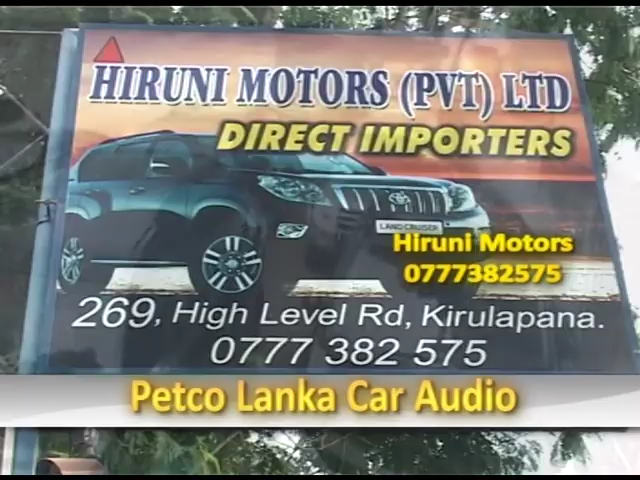 HIRUNI MOTORS (PVT) LTD
DIRECT IMPORTERS
LAND CRUISER
Hiruni Motors
0777382575
269, High Level Rd, Kirulapana.
0777 382 575
Petco Lanka Car Audio